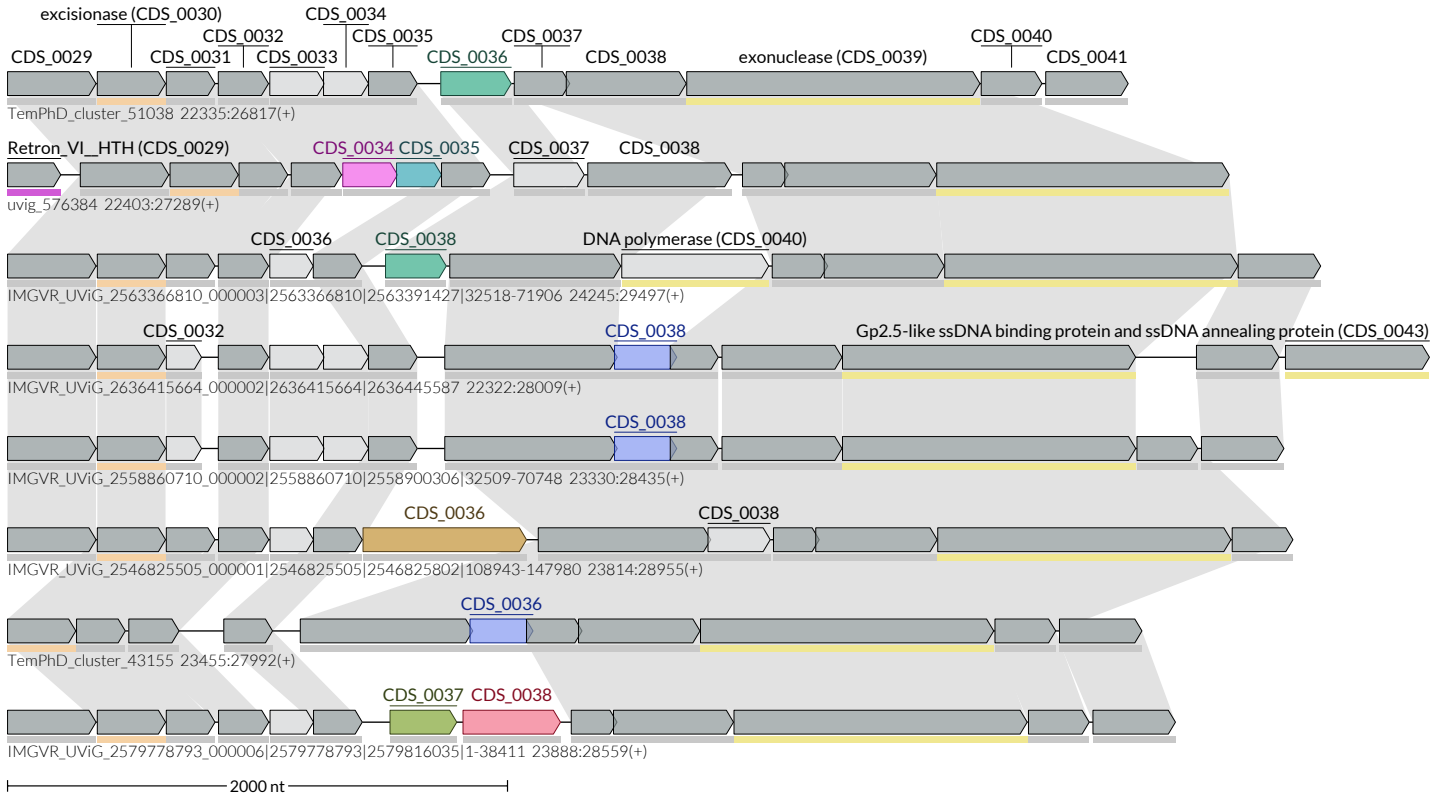 excisionase (CDS_0030) CDS_0034
CDS_0032 CDS_0035 CDS_0037 CDS_0040
CDS_0029 CDS_0031 CDS_0033 CDS_0036 CDS_0038 exonuclease (CDS_0039) CDS_0041
TemPhD_cluster_51038 22335:26817(+)
Retron_VI__HTH (CDS_0029) CDS_0034 CDS_0035 CDS_0037 CDS_0038
uvig_576384 22403:27289(+)
CDS_0036 CDS_0038 DNA polymerase (CDS_0040)
IMGVR_UViG_2563366810_000003|2563366810|2563391427|32518-71906 24245:29497(+)
CDS_0032 CDS_0038 Gp2.5-like ssDNA binding protein and ssDNA annealing protein (CDS_0043)
IMGVR_UViG_2636415664_000002|2636415664|2636445587 22322:28009(+)
CDS_0038
IMGVR_UViG_2558860710_000002|2558860710|2558900306|32509-70748 23330:28435(+)
CDS_0036 CDS_0038
IMGVR_UViG_2546825505_000001|2546825505|2546825802|108943-147980 23814:28955(+)
CDS_0036
TemPhD_cluster_43155 23455:27992(+)
CDS_0037 CDS_0038
IMGVR_UViG_2579778793_000006|2579778793|2579816035|1-38411 23888:28559(+)
2000 nt